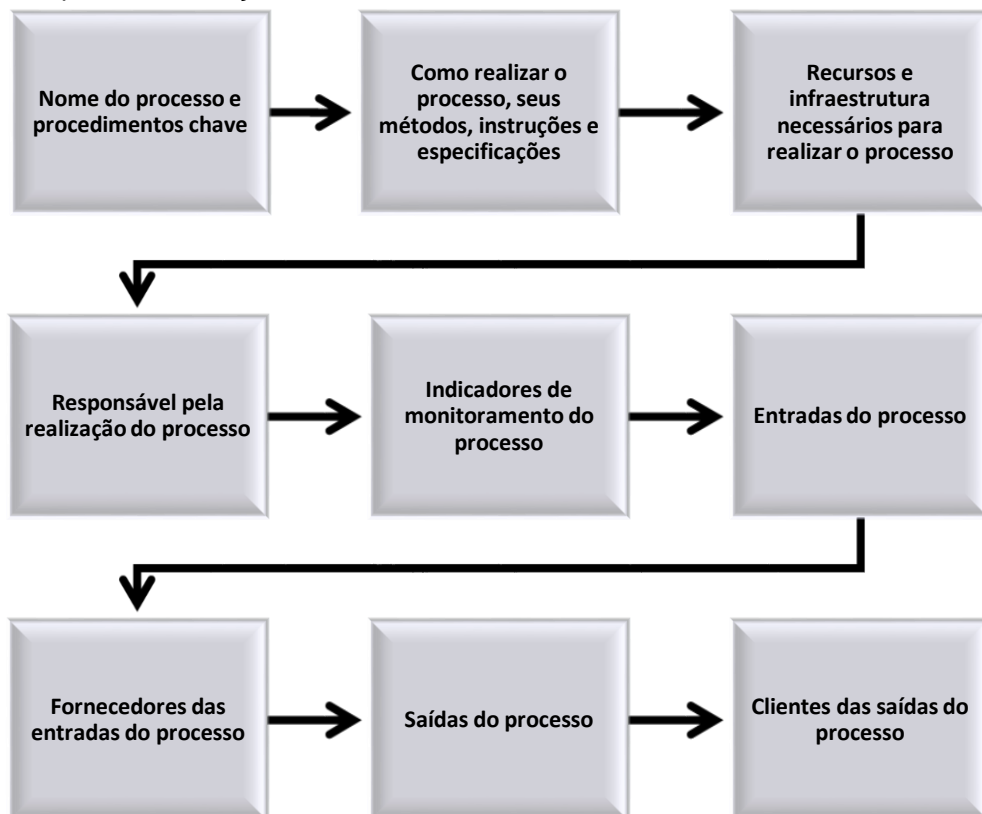 Nome do processo e
procedimentos chave
Como realizar o
processo, seus
métodos, instruções e
especificações
Recursos e
infraestrutura
necessários para
realizar o processo
Responsável pela
realização do processo
Indicadores de
monitoramento do
processo
Entradas do processo
Fornecedores das
entradas do processo
Saídas do processo
Clientes das saídas do
processo